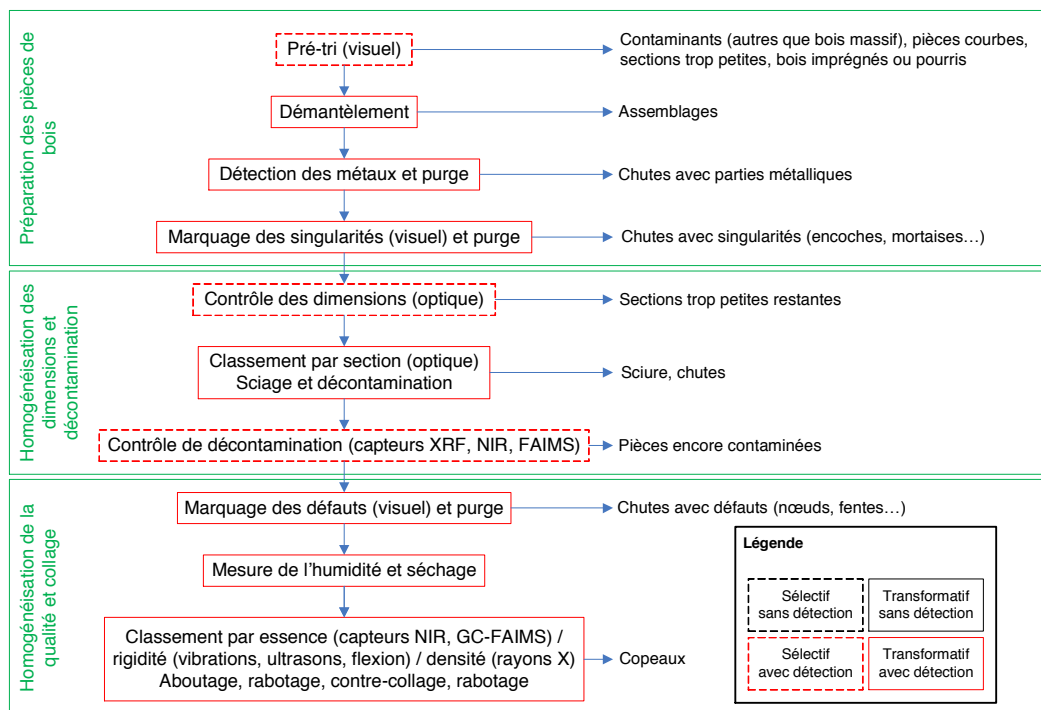 Préparation des pièces de
bois
Pré-tri (visuel)
Contaminants (autres que bois massif), pièces courbes,
sections trop petites, bois imprégnés ou pourris
Démantèlement
Assemblages
Détection des métaux et purge
Chutes avec parties métalliques
Marquage des singularités (visuel) et purge
Chutes avec singularités (encoches, mortaises…)
Homogénéisation des
dimensions et
décontamination
Contrôle des dimensions (optique)
Sections trop petites restantes
Classement par section (optique)
Sciage et décontamination
Sciure, chutes
Contrôle de décontamination (capteurs XRF, NIR, FAIMS)
Pièces encore contaminées
Homogénéisation de la
qualité et collage
Marquage des défauts (visuel) et purge
Chutes avec défauts (nœuds, fentes…)
Mesure de l'humidité et séchage
Classement par essence (capteurs NIR, GC-FAIMS) /
rigidité (vibrations, ultrasons, flexion) / densité (rayons X)
Aboutage, rabotage, contre-collage, rabotage
Copeaux
Légende
Sélectif
sans détection
Transformatif
sans détection
Sélectif
avec détection
Transformatif
avec détection